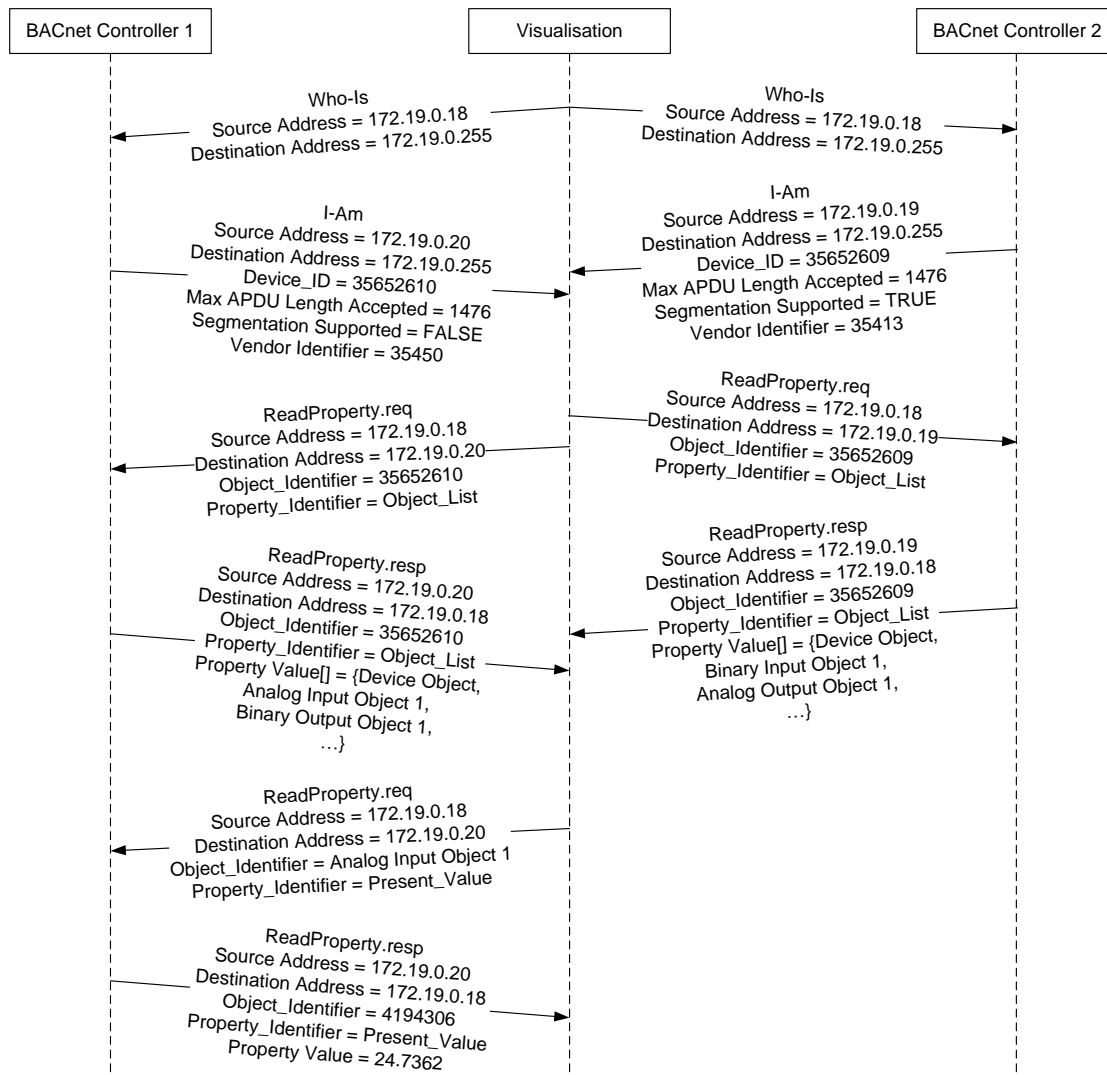 BACnet Controller 1
Visualisation
BACnet Controller 2
Who-Is
Source Address = 172.19.0.18
Destination Address = 172.19.0.255
Who-Is
Source Address = 172.19.0.18
Destination Address = 172.19.0.255
I-Am
Source Address = 172.19.0.20
Destination Address = 172.19.0.255
Device_ID = 35652610
Max APDU Length Accepted = 1476
Segmentation Supported = FALSE
Vendor Identifier = 35450
I-Am
Source Address = 172.19.0.19
Destination Address = 172.19.0.255
Device_ID = 35652609
Max APDU Length Accepted = 1476
Segmentation Supported = TRUE
Vendor Identifier = 35413
ReadProperty.req
Source Address = 172.19.0.18
Destination Address = 172.19.0.20
Object_Identifier = 35652610
Property_Identifier = Object_List
ReadProperty.req
Source Address = 172.19.0.18
Destination Address = 172.19.0.19
Object_Identifier = 35652609
Property_Identifier = Object_List
ReadProperty.resp
Source Address = 172.19.0.20
Destination Address = 172.19.0.18
Object_Identifier = 35652610
Property_Identifier = Object_List
Property Value[] = {Device Object,
Analog Input Object 1,
Binary Output Object 1,
…}
ReadProperty.resp
Source Address = 172.19.0.19
Destination Address = 172.19.0.18
Object_Identifier = 35652609
Property_Identifier = Object_List
Property Value[] = {Device Object,
Binary Input Object 1,
Analog Output Object 1,
…}
ReadProperty.req
Source Address = 172.19.0.18
Destination Address = 172.19.0.20
Object_Identifier = Analog Input Object 1
Property_Identifier = Present_Value
ReadProperty.resp
Source Address = 172.19.0.20
Destination Address = 172.19.0.18
Object_Identifier = 4194306
Property_Identifier = Present_Value
Property Value = 24.7362